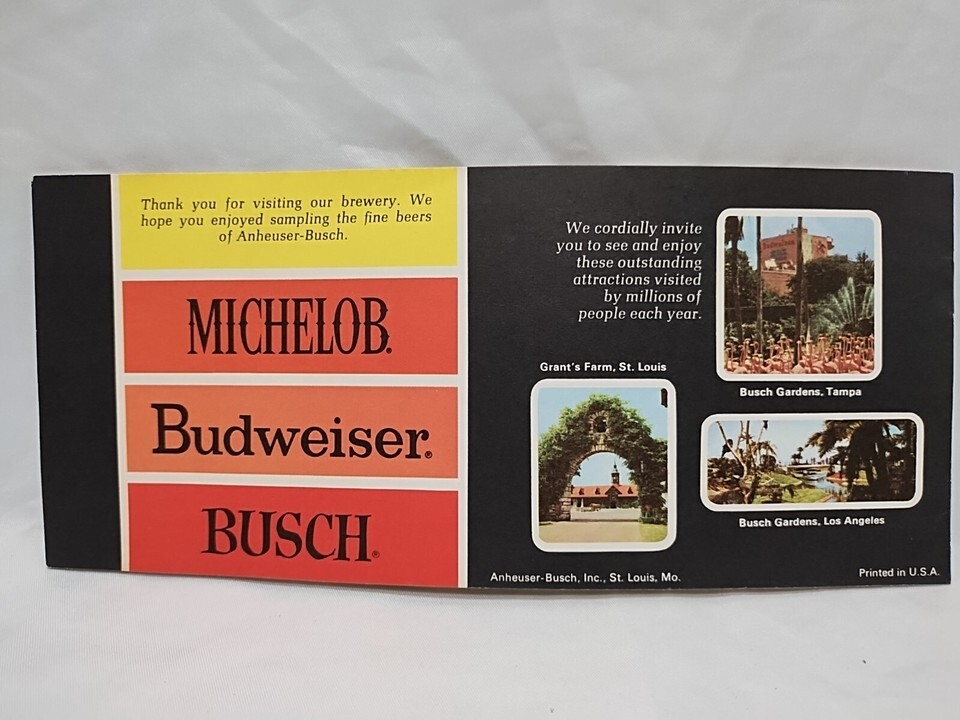 Thank you for visiting our brewery. We
hope you enjoyed sampling the fine beers
of Anheuser-Busch.
MICHELOB.
Budweiser®
BUSCH®
We cordially invite
you to see and enjoy
these outstanding
attractions visited
by millions of
people each year.
Budweiser
Busch Gardens, Tampa
Grant's Farm, St. Louis
Busch Gardens, Los Angeles
Anheuser-Busch, Inc., St. Louis, Mo.
Printed in U.S.A.